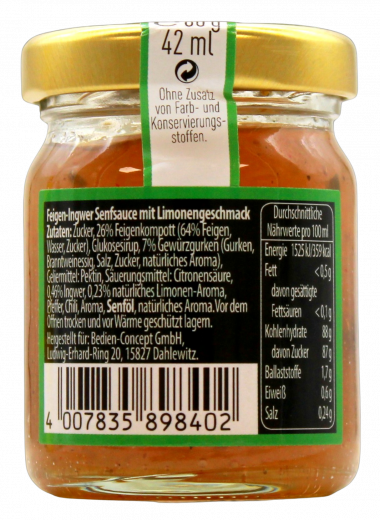 42 ml
Ohne Zusatz
von Farb- und
Konservierungs-
stoffen.
Feigen-Ingwer Senfsauce mit Limonengeschmack
Zutaten: Zucker, 26% Feigenkompott (64% Feigen,
Wasser, Zucker), Glukosesirup, 7% Gewürzgurken (Gurken,
Branntweinessig, Salz, Zucker, natürliches Aroma),
Geliermittel: Pektin, Säuerungsmittel: Citronensäure,
0,46% Ingwer, 0,23% natürliches Limonen-Aroma,
Pfeffer, Chili, Aroma, Senföl, natürliches Aroma. Vor dem
Öffnen trocken und vor Wärme geschützt lagern.
Hergestellt für: Bedien-Concept GmbH,
Ludwig-Erhard-Ring 20, 15827 Dahlewitz.
4 007835 898402
Durchschnittliche
Nährwerte pro 100 ml
Energie 1525 kJ/359 kcal
Fett < 0,5 g
davon gesättigte
Fettsäuren < 0,1 g
Kohlenhydrate 88 g
davon Zucker 87 g
Ballaststoffe 1,7 g
Eiweiß 0,6 g
Salz 0,24 g